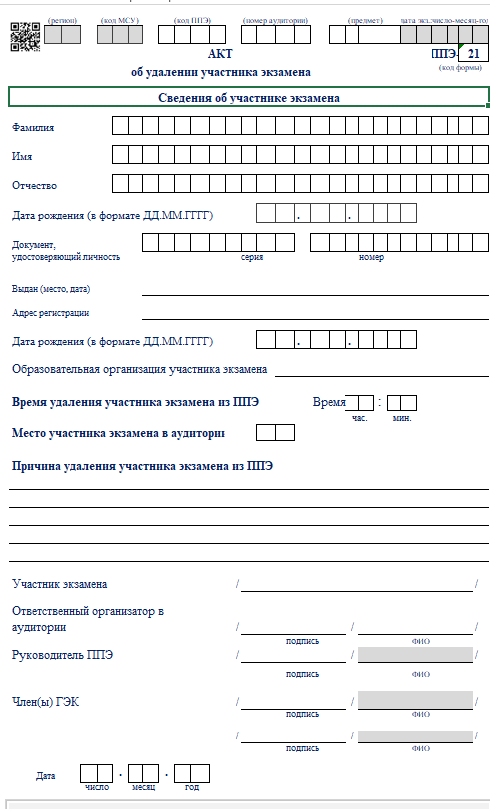 (регион) (код МСУ) (код ППЭ) (номер аудитории) (предмет) дата экз.число-месяц-год
АКТ ППЭ- 21
об удалении участника экзамена (код формы)
Сведения об участнике экзамена
Фамилия
Имя
Отчество
Дата рождения (в формате ДД.ММ.ГГГГ) . .
Документ,
удостоверяющий личность
серия номер
Выдан (место, дата)
Адрес регистрации
Дата рождения (в формате ДД.ММ.ГГГГ) . .
Образовательная организация участника экзамена
Время удаления участника экзамена из ППЭ Время :
час. мин.
Место участника экзамена в аудитори
Причина удаления участника экзамена из ППЭ
Участник экзамена / /
Ответственный организатор в
аудитории / / /
подпись ФИО
Руководитель ППЭ / / /
подпись ФИО
Член(ы) ГЭК / / /
подпись ФИО
/ / /
подпись ФИО
Дата . .
число месяц год